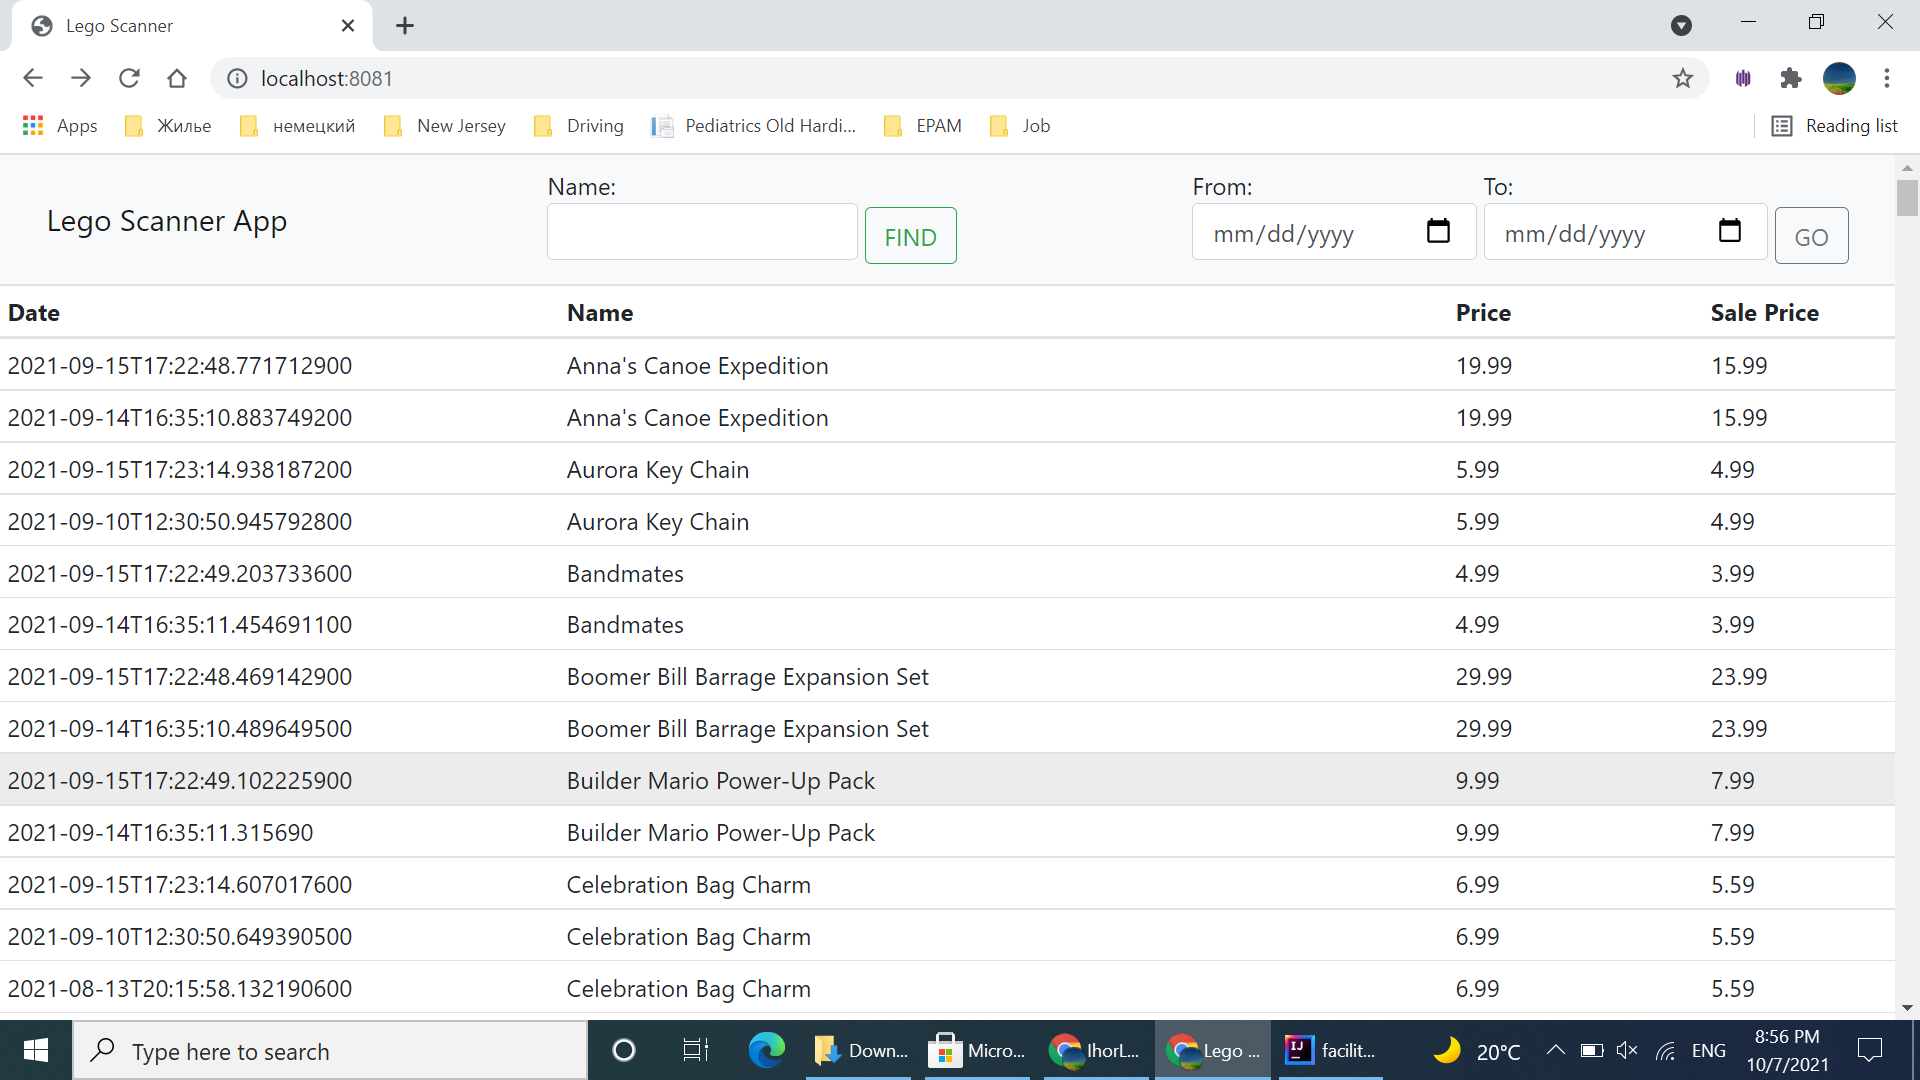 Lego Scanner
localhost:8081
Apps Жилье немецкий New Jersey Driving Pediatrics Old Hardi... EPAM Job Reading list
Lego Scanner App
Name:
FIND
From: To:
mm/dd/yyyy mm/dd/yyyy GO
Date Name Price Sale Price
2021-09-15T17:22:48.771712900 Anna's Canoe Expedition 19.99 15.99
2021-09-14T16:35:10.883749200 Anna's Canoe Expedition 19.99 15.99
2021-09-15T17:23:14.938187200 Aurora Key Chain 5.99 4.99
2021-09-10T12:30:50.945792800 Aurora Key Chain 5.99 4.99
2021-09-15T17:22:49.203733600 Bandmates 4.99 3.99
2021-09-14T16:35:11.454691100 Bandmates 4.99 3.99
2021-09-15T17:22:48.469142900 Boomer Bill Barrage Expansion Set 29.99 23.99
2021-09-14T16:35:10.489649500 Boomer Bill Barrage Expansion Set 29.99 23.99
2021-09-15T17:22:49.102225900 Builder Mario Power-Up Pack 9.99 7.99
2021-09-14T16:35:11.315690 Builder Mario Power-Up Pack 9.99 7.99
2021-09-15T17:23:14.607017600 Celebration Bag Charm 6.99 5.59
2021-09-10T12:30:50.649390500 Celebration Bag Charm 6.99 5.59
2021-08-13T20:15:58.132190600 Celebration Bag Charm 6.99 5.59
Type here to search Down... Micro... IhorL... Lego ... IJ facilit... 20°C ENG 8:56 PM
10/7/2021